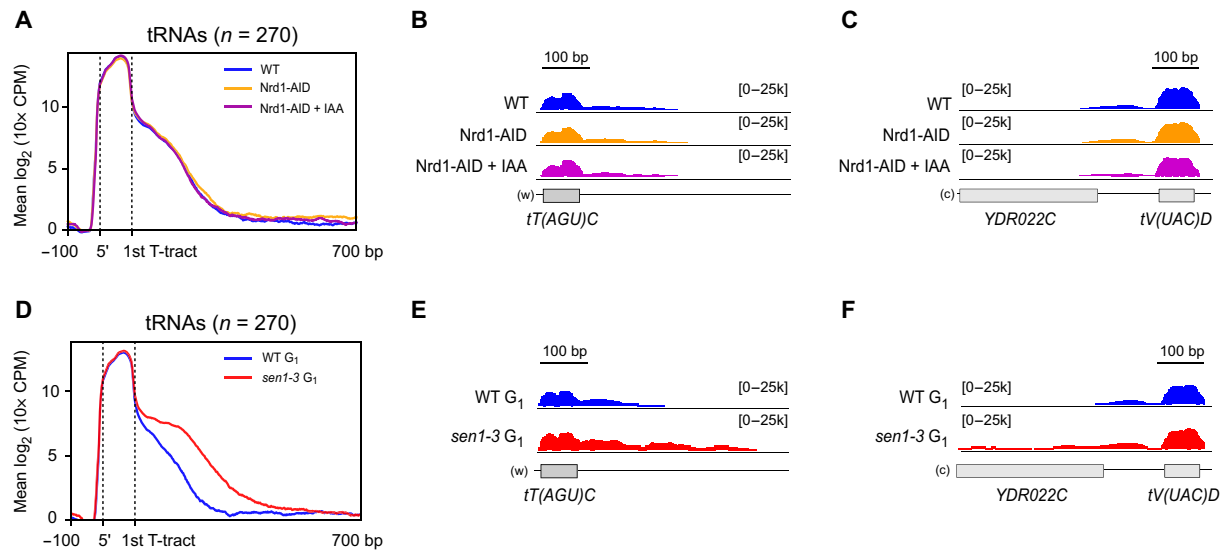 A
tRNAs (n = 270)
Mean log2 (10× CPM)
10
5
0
WT
Nrd1-AID
Nrd1-AID + IAA
−100
5'
1st T-tract
700 bp
B
100 bp
WT
[0–25k]
Nrd1-AID
[0–25k]
Nrd1-AID + IAA
[0–25k]
(w)
tT(AGU)C
C
100 bp
WT
[0–25k]
Nrd1-AID
[0–25k]
Nrd1-AID + IAA
[0–25k]
(c)
YDR022C
tV(UAC)D
D
tRNAs (n = 270)
Mean log2 (10× CPM)
10
5
0
WT G1
sen1-3 G1
−100
5'
1st T-tract
700 bp
E
100 bp
WT G1
[0–25k]
sen1-3 G1
[0–25k]
(w)
tT(AGU)C
F
100 bp
WT G1
[0–25k]
sen1-3 G1
[0–25k]
(c)
YDR022C
tV(UAC)D